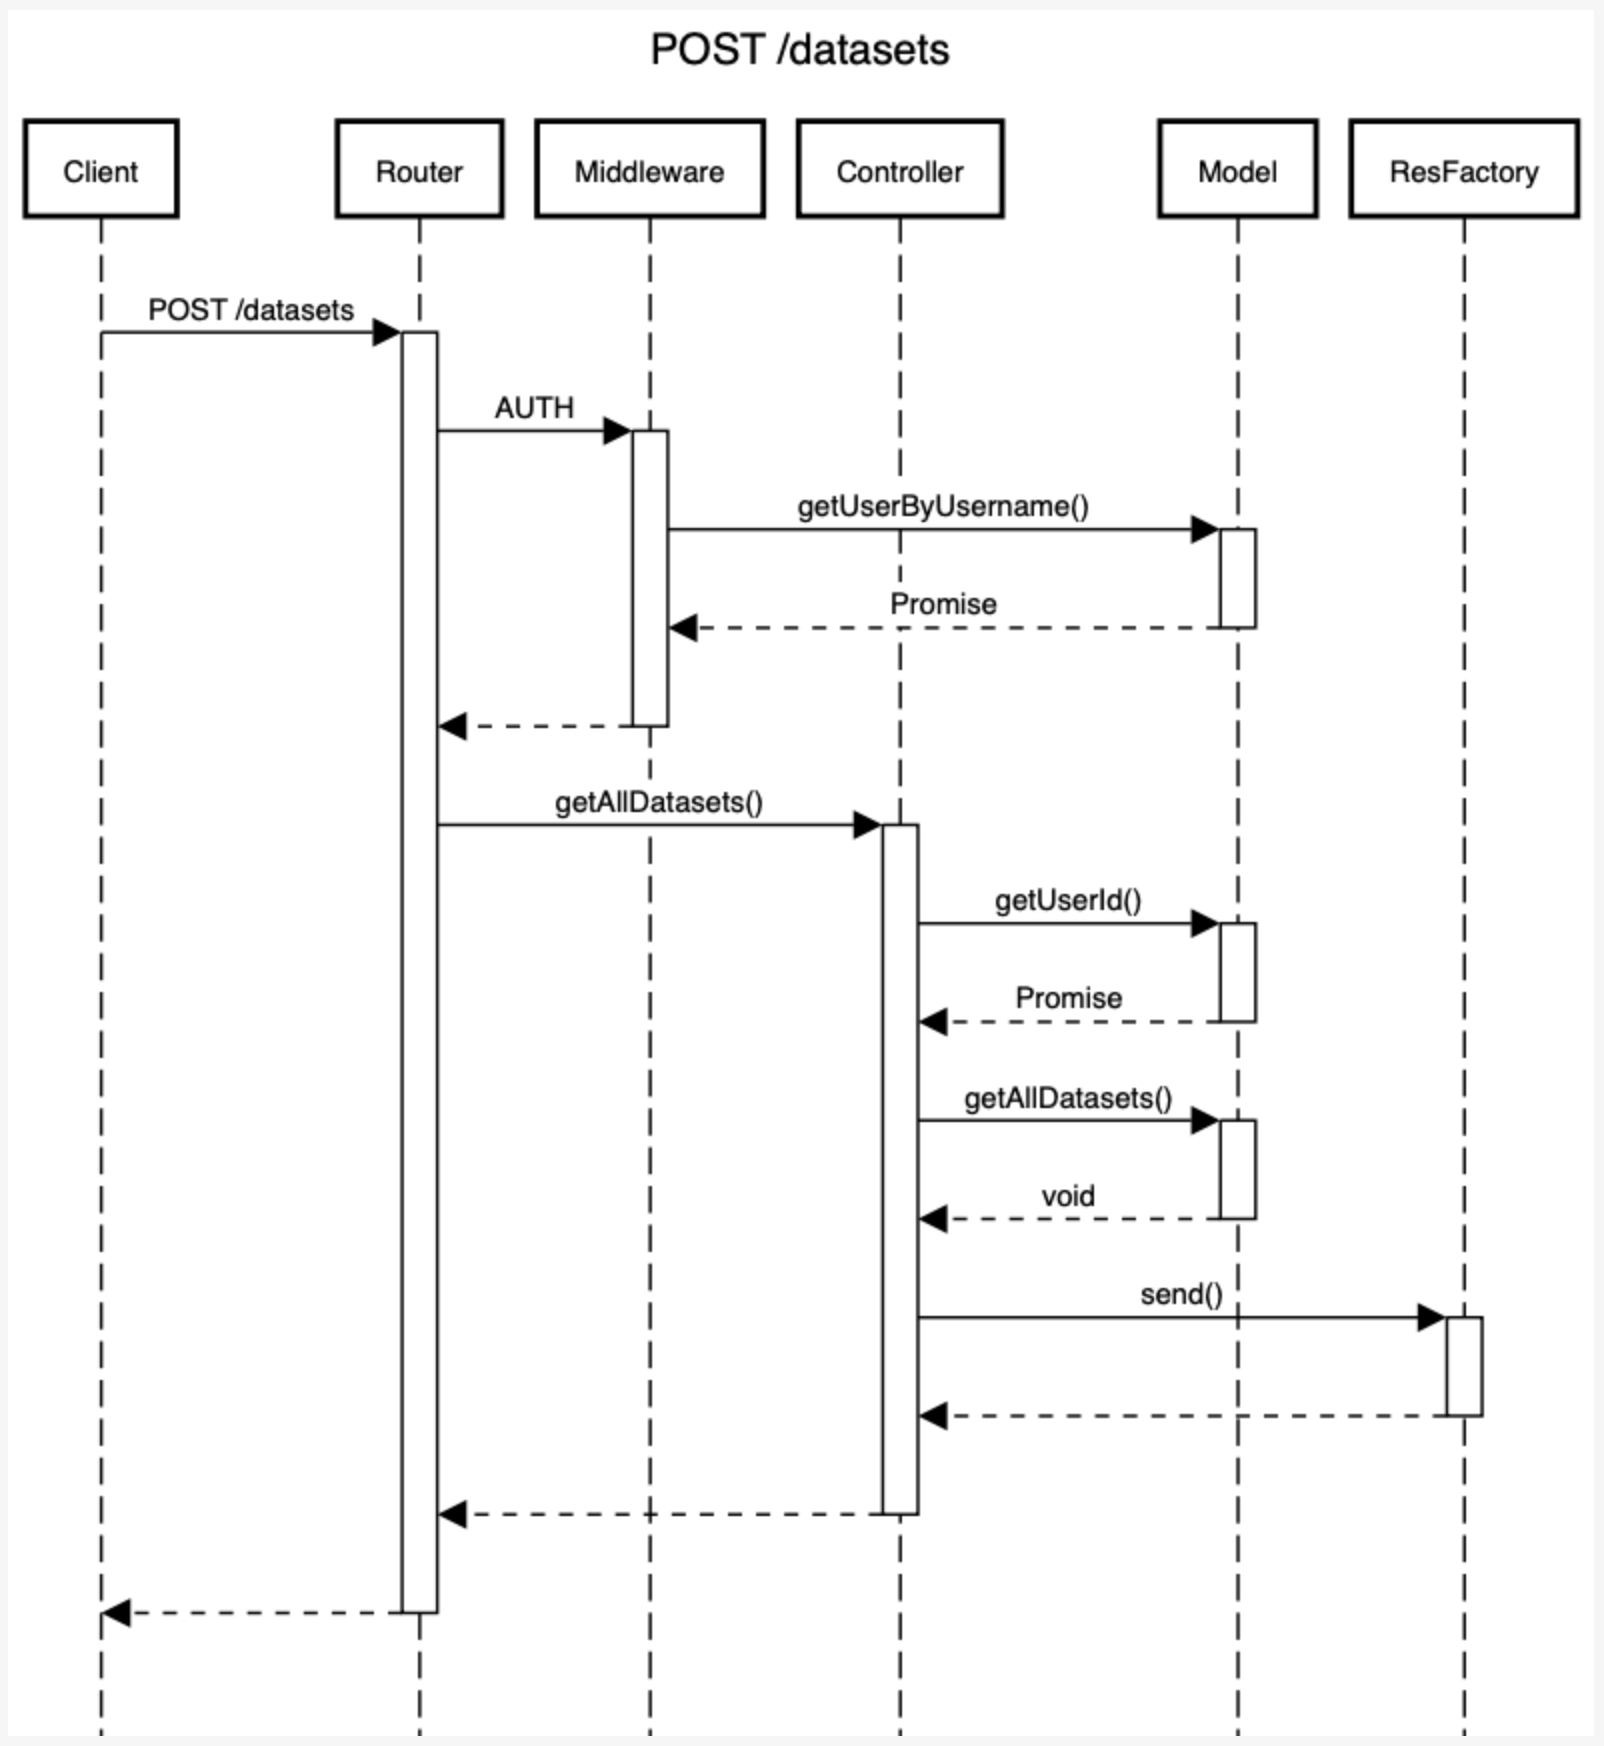 POST /datasets
Client
Router
Middleware
Controller
Model
ResFactory
POST /datasets
AUTH
getUserByUsername()
Promise
getAllDatasets()
getUserId()
Promise
getAllDatasets()
void
send()